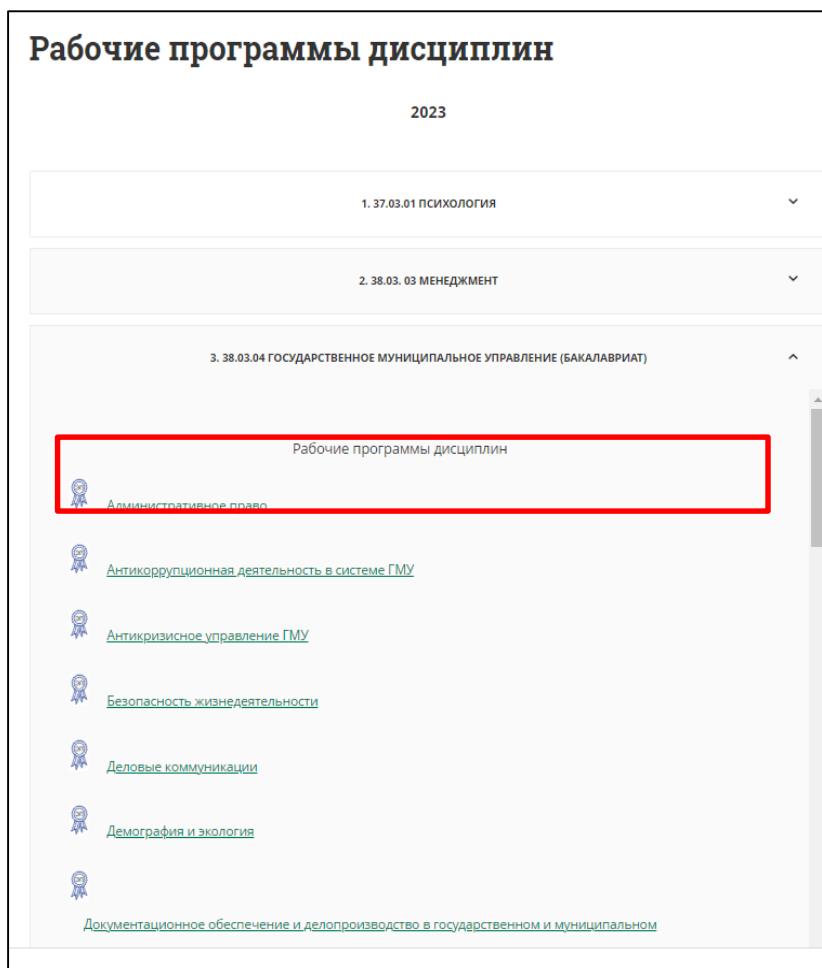 Рабочие программы дисциплин
2023
1. 37.03.01 ПСИХОЛОГИЯ
2. 38.03. 03 МЕНЕДЖМЕНТ
3. 38.03.04 ГОСУДАРСТВЕННОЕ МУНИЦИПАЛЬНОЕ УПРАВЛЕНИЕ (БАКАЛАВРИАТ)
Рабочие программы дисциплин
Административное право
Антикоррупционная деятельность в системе ГМУ
Антикризисное управление ГМУ
Безопасность жизнедеятельности
Деловые коммуникации
Демография и экология
Документационное обеспечение и делопроизводство в государственном и муниципальном